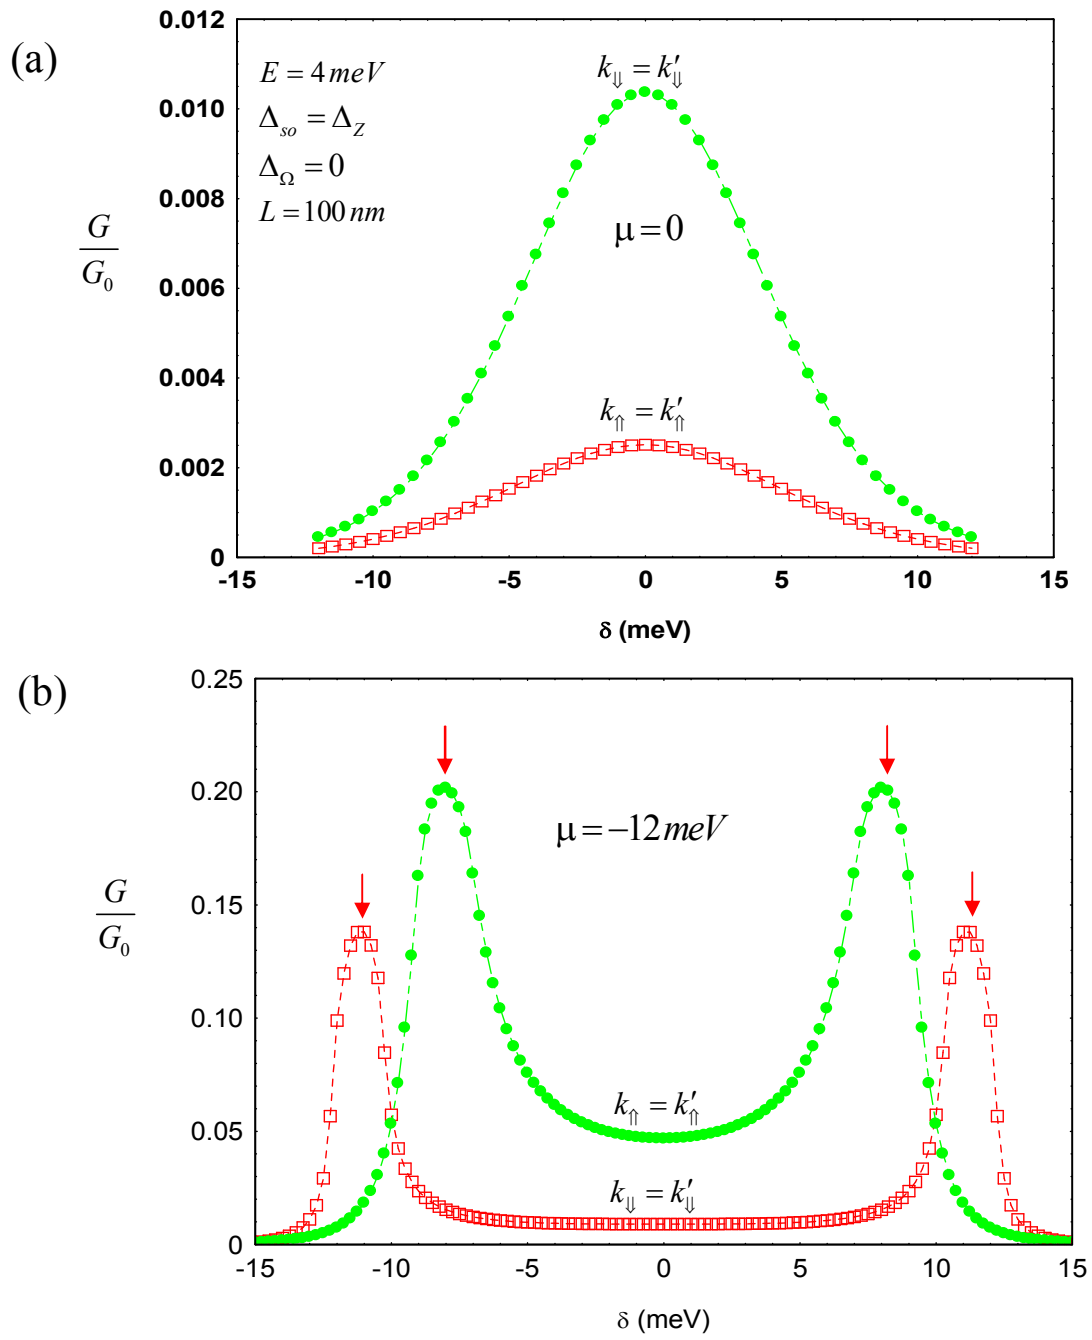 (a)
0.012
0.010
0.008
0.006
0.004
0.002
0
G
G₀
E = 4 meV
Δso = ΔZ
ΔΩ = 0
L = 100 nm
k⇓ = k′⇓
μ = 0
k⇑ = k′⇑
-15 -10 -5 0 5 10 15
δ (meV)
(b)
0.25
0.20
0.15
0.10
0.05
0
G
G₀
μ = −12 meV
k⇑ = k′⇑
k⇓ = k′⇓
-15 -10 -5 0 5 10 15
δ (meV)